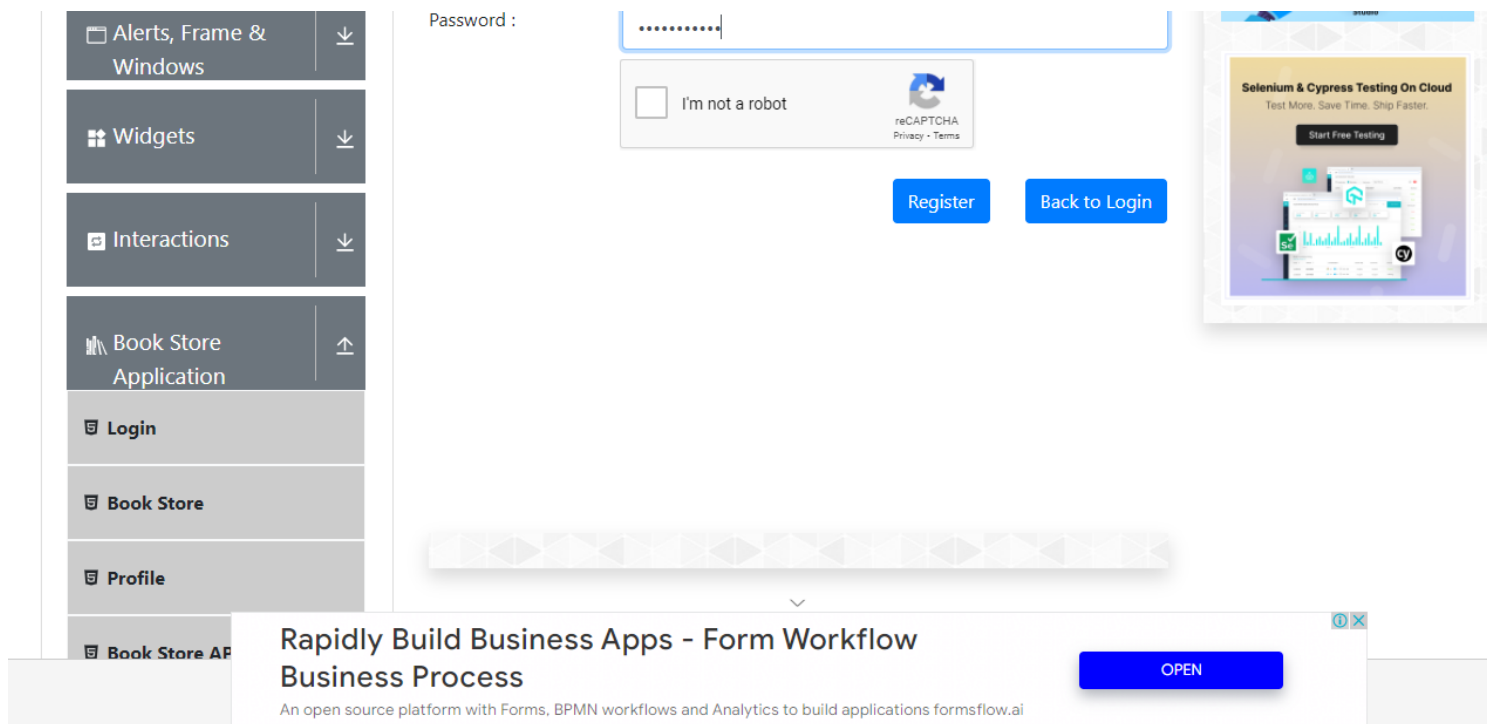 Alerts, Frame &
Windows
Widgets
Interactions
Book Store
Application
Login
Book Store
Profile
Book Store AP
Password :
I'm not a robot
reCAPTCHA
Privacy - Terms
Register
Back to Login
Studio
Selenium & Cypress Testing On Cloud
Test More. Save Time. Ship Faster.
Start Free Testing
Se
cy
Rapidly Build Business Apps - Form Workflow
Business Process
An open source platform with Forms, BPMN workflows and Analytics to build applications formsflow.ai
OPEN